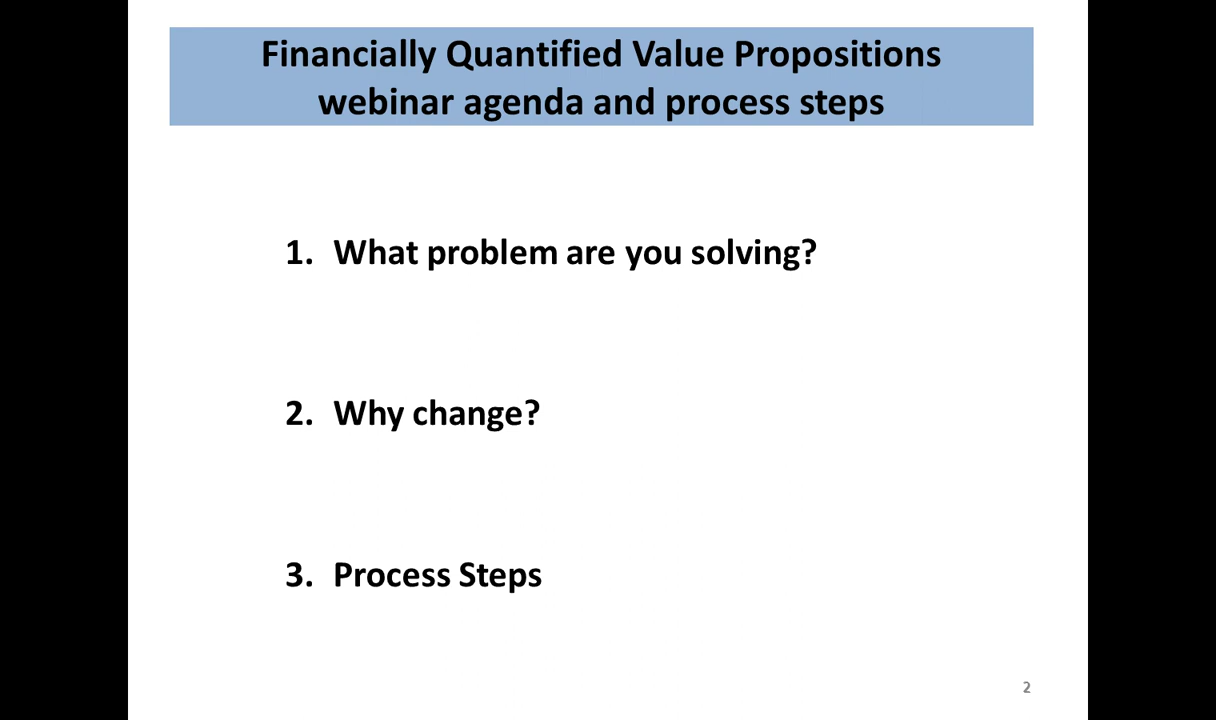 Financially Quantified Value Propositions
webinar agenda and process steps
1. What problem are you solving?
2. Why change?
3. Process Steps
2